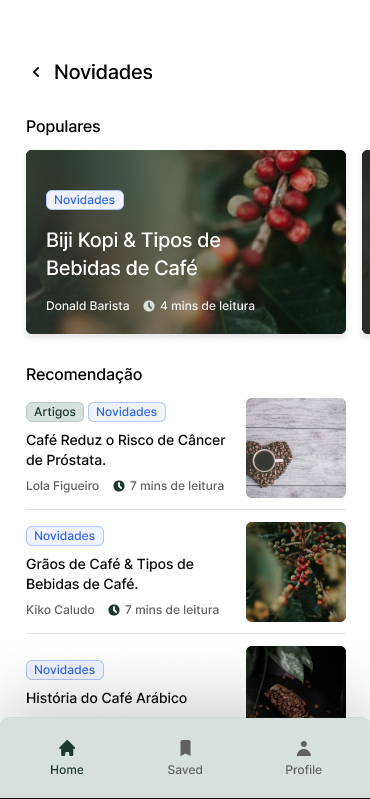 Novidades
Populares
Novidades
Biji Kopi & Tipos de
Bebidas de Café
Donald Barista 4 mins de leitura
Recomendação
Artigos Novidades
Café Reduz o Risco de Câncer
de Próstata.
Lola Figueiro 7 mins de leitura
Novidades
Grãos de Café & Tipos de
Bebidas de Café.
Kiko Caludo 7 mins de leitura
Novidades
História do Café Arábico
Home Saved Profile